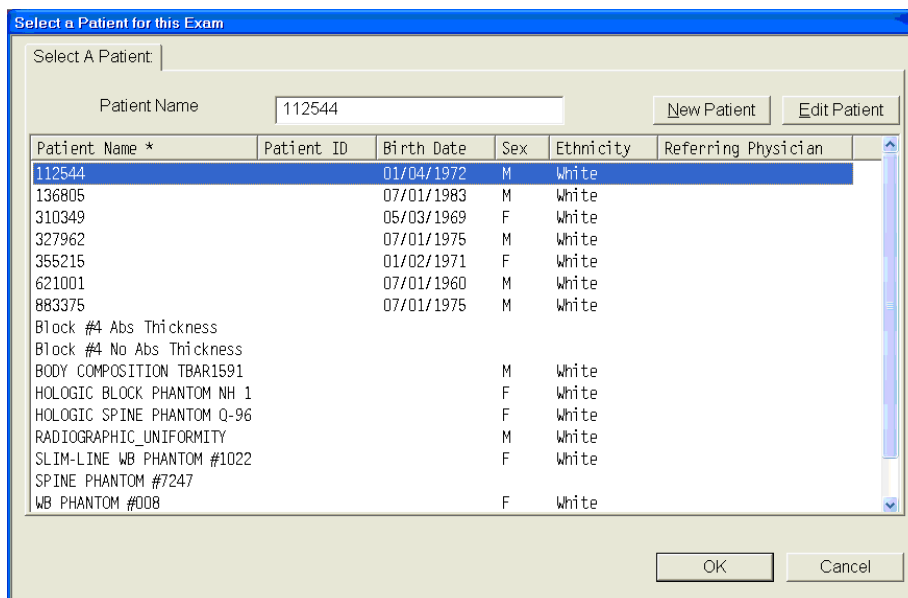 Select a Patient for this Exam
Select A Patient:
Patient Name 112544 New Patient Edit Patient
Patient Name * Patient ID Birth Date Sex Ethnicity Referring Physician
112544 01/04/1972 M White
136805 07/01/1983 M White
310349 05/03/1969 F White
327962 07/01/1975 M White
355215 01/02/1971 F White
621001 07/01/1960 M White
883375 07/01/1975 M White
Block #4 Abs Thickness
Block #4 No Abs Thickness
BODY COMPOSITION TBAR1591 M White
HOLOGIC BLOCK PHANTOM NH 1 F White
HOLOGIC SPINE PHANTOM Q-96 F White
RADIOGRAPHIC_UNIFORMITY M White
SLIM-LINE WB PHANTOM #1022 F White
SPINE PHANTOM #7247
WB PHANTOM #008 F White
OK Cancel